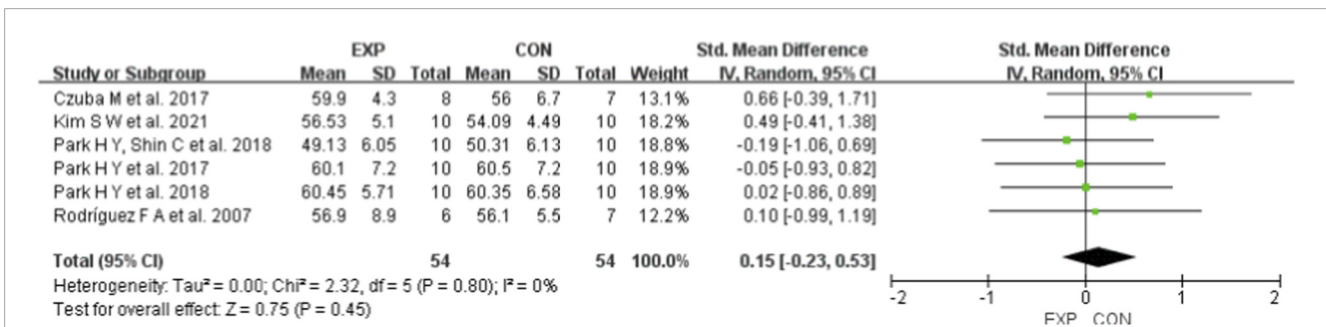 EXP CON Std. Mean Difference Std. Mean Difference
Study or Subgroup Mean SD Total Mean SD Total Weight IV, Random, 95% CI IV, Random, 95% CI
Czuba M et al. 2017 59.9 4.3 8 56 6.7 7 13.1% 0.66 [-0.39, 1.71]
Kim S W et al. 2021 56.53 5.1 10 54.09 4.49 10 18.2% 0.49 [-0.41, 1.38]
Park H Y, Shin C et al. 2018 49.13 6.05 10 50.31 6.13 10 18.8% -0.19 [-1.06, 0.69]
Park H Y et al. 2017 60.1 7.2 10 60.5 7.2 10 18.9% -0.05 [-0.93, 0.82]
Park H Y et al. 2018 60.45 5.71 10 60.35 6.58 10 18.9% 0.02 [-0.86, 0.89]
Rodríguez F A et al. 2007 56.9 8.9 6 56.1 5.5 7 12.2% 0.10 [-0.99, 1.19]
Total (95% CI) 54 54 100.0% 0.15 [-0.23, 0.53]
Heterogeneity: Tau² = 0.00; Chi² = 2.32, df = 5 (P = 0.80); I² = 0%
Test for overall effect: Z = 0.75 (P = 0.45)
-2 -1 0 1 2
EXP CON